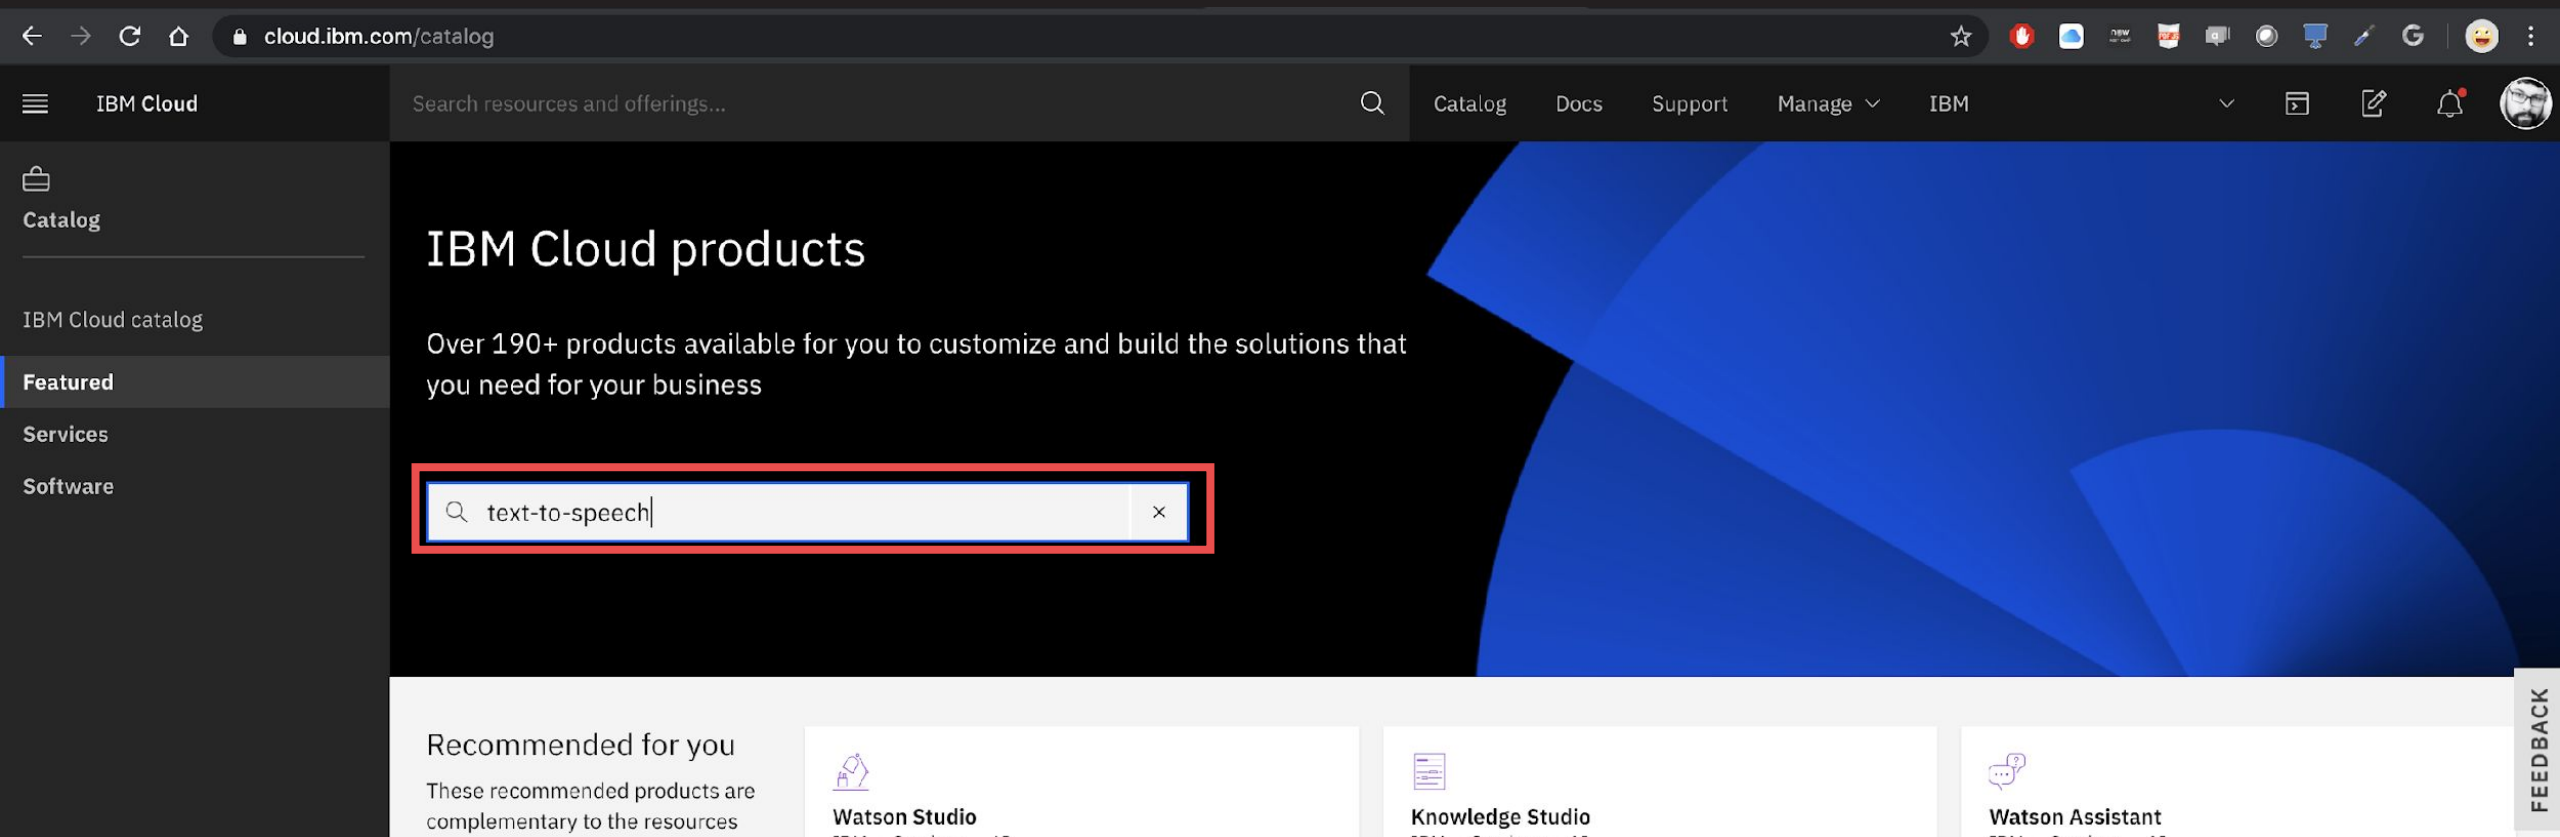 cloud.ibm.com/catalog
IBM Cloud
Search resources and offerings...
Catalog
Docs
Support
Manage
IBM
Catalog
IBM Cloud catalog
Featured
Services
Software
IBM Cloud products
Over 190+ products available for you to customize and build the solutions that
you need for your business
text-to-speech
FEEDBACK
Recommended for you
These recommended products are
complementary to the resources
Watson Studio
Knowledge Studio
Watson Assistant